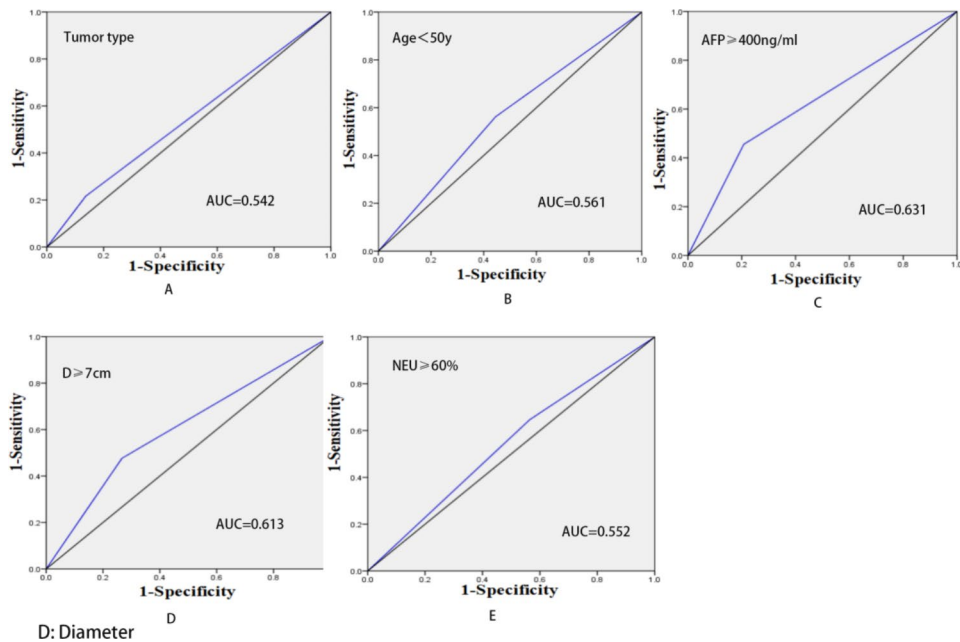 Tumor type
1-Sensitivity
1.0
0.8
0.6
0.4
0.2
0.0
AUC=0.542
0.0 0.2 0.4 0.6 0.8 1.0
1-Specificity
A
Age<50y
1-Sensitivity
1.0
0.8
0.6
0.4
0.2
0.0
AUC=0.561
0.0 0.2 0.4 0.6 0.8 1.0
1-Specificity
B
AFP≥400ng/ml
1-Sensitivtiy
1.0
0.8
0.6
0.4
0.2
0.0
AUC=0.631
0.0 0.2 0.4 0.6 0.8 1.0
1-Specificity
C
D≥7cm
1-Sensitivity
1.0
0.8
0.6
0.4
0.2
0.0
AUC=0.613
0.0 0.2 0.4 0.6 0.8
1-Specificity
D
NEU≥60%
1-Sensitivity
1.0
0.8
0.6
0.4
0.2
0.0
AUC=0.552
0.0 0.2 0.4 0.6 0.8 1.0
1-Specificity
E
D: Diameter